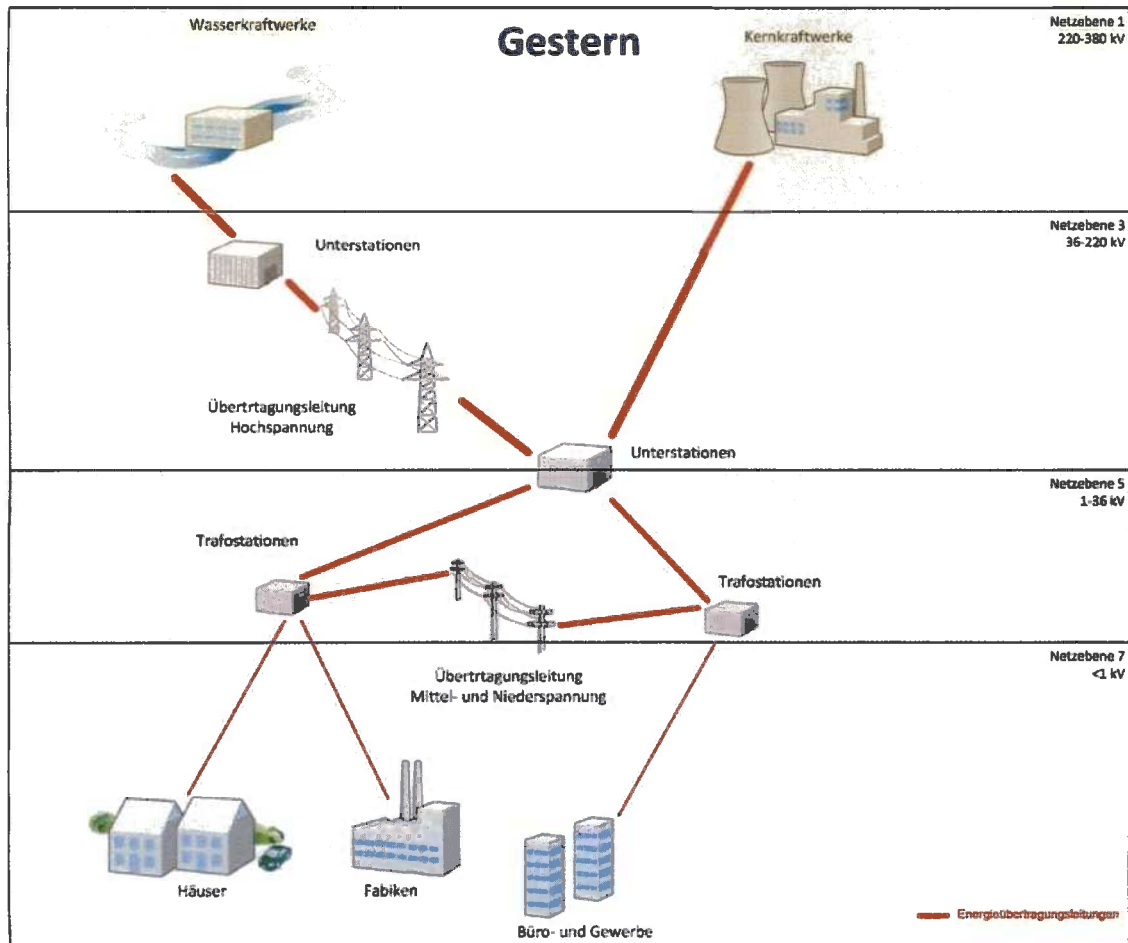 Wasserkraftwerke
Gestern
Kernkraftwerke
Netzebene 1
220-380 kV
Netzebene 3
36-220 kV
Unterstationen
Übertrtagungsleitung
Hochspannung
Unterstationen
Netzebene 5
1-36 kV
Trafostationen
Trafostationen
Netzebene 7
<1 kV
Übertrtagungsleitung
Mittel- und Niederspannung
Häuser
Fabiken
Büro- und Gewerbe
Energieübertragungsleitungen